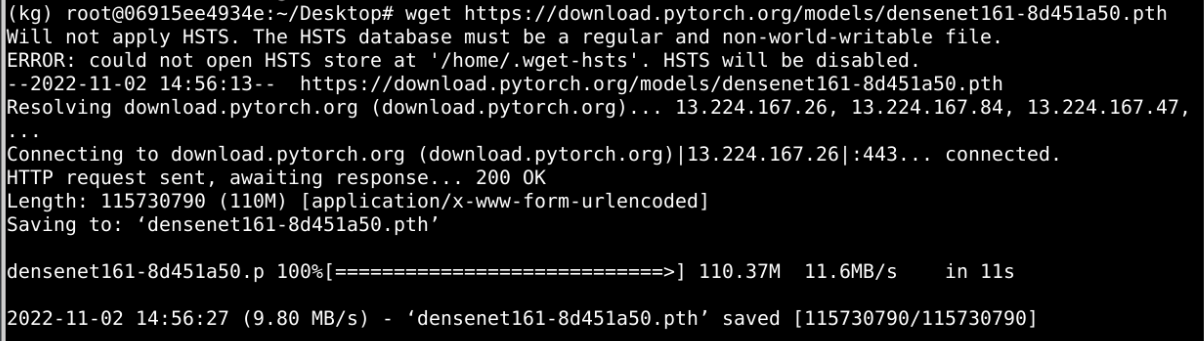 (kg) root@06915ee4934e:~/Desktop# wget https://download.pytorch.org/models/densenet161-8d451a50.pth
Will not apply HSTS. The HSTS database must be a regular and non-world-writable file.
ERROR: could not open HSTS store at '/home/.wget-hsts'. HSTS will be disabled.
--2022-11-02 14:56:13--  https://download.pytorch.org/models/densenet161-8d451a50.pth
Resolving download.pytorch.org (download.pytorch.org)... 13.224.167.26, 13.224.167.84, 13.224.167.47,
...
Connecting to download.pytorch.org (download.pytorch.org)|13.224.167.26|:443... connected.
HTTP request sent, awaiting response... 200 OK
Length: 115730790 (110M) [application/x-www-form-urlencoded]
Saving to: ‘densenet161-8d451a50.pth’
densenet161-8d451a50.p 100%[============================>] 110.37M  11.6MB/s    in 11s
2022-11-02 14:56:27 (9.80 MB/s) - ‘densenet161-8d451a50.pth’ saved [115730790/115730790]